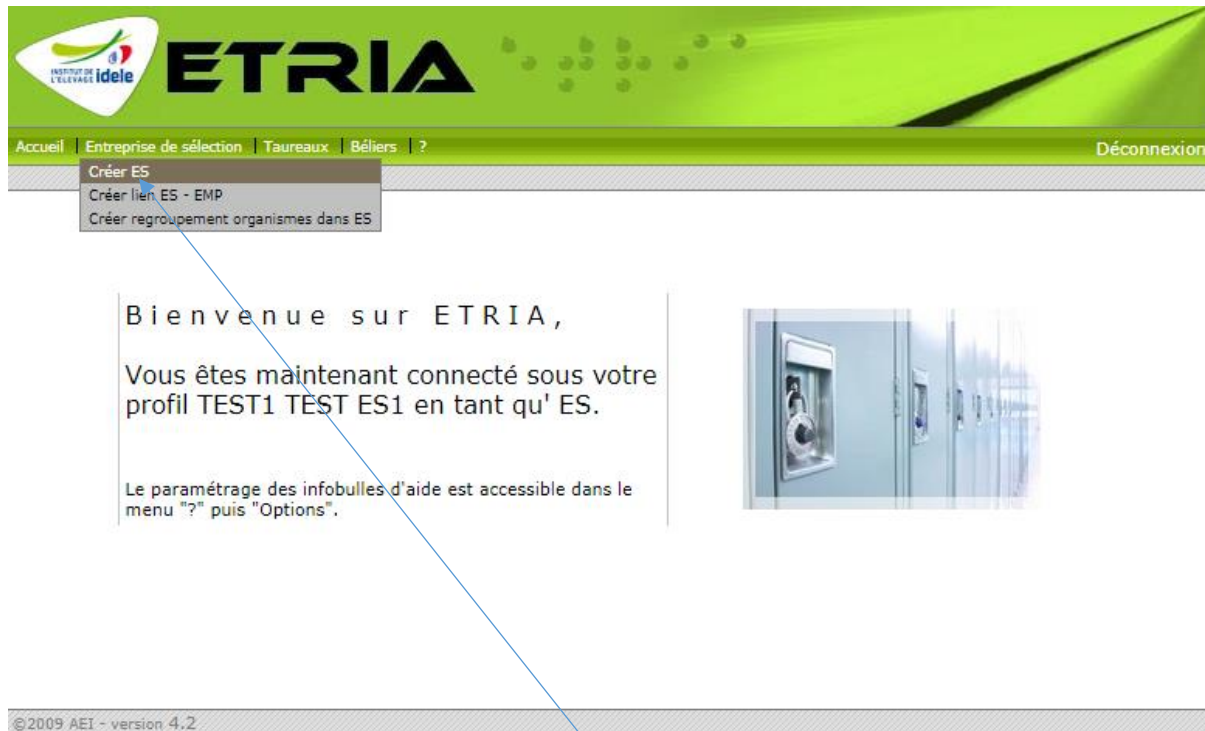 INSTITUT DE L'ELEVAGE idele
ETRIA
Accueil | Entreprise de sélection | Taureaux | Béliers | ? Déconnexion
Créer ES
Créer lien ES - EMP
Créer regroupement organismes dans ES
Bienvenue sur ETRIA,
Vous êtes maintenant connecté sous votre
profil TEST1 TEST ES1 en tant qu' ES.
Le paramétrage des infobulles d'aide est accessible dans le
menu "?" puis "Options".
©2009 AEI - version 4.2